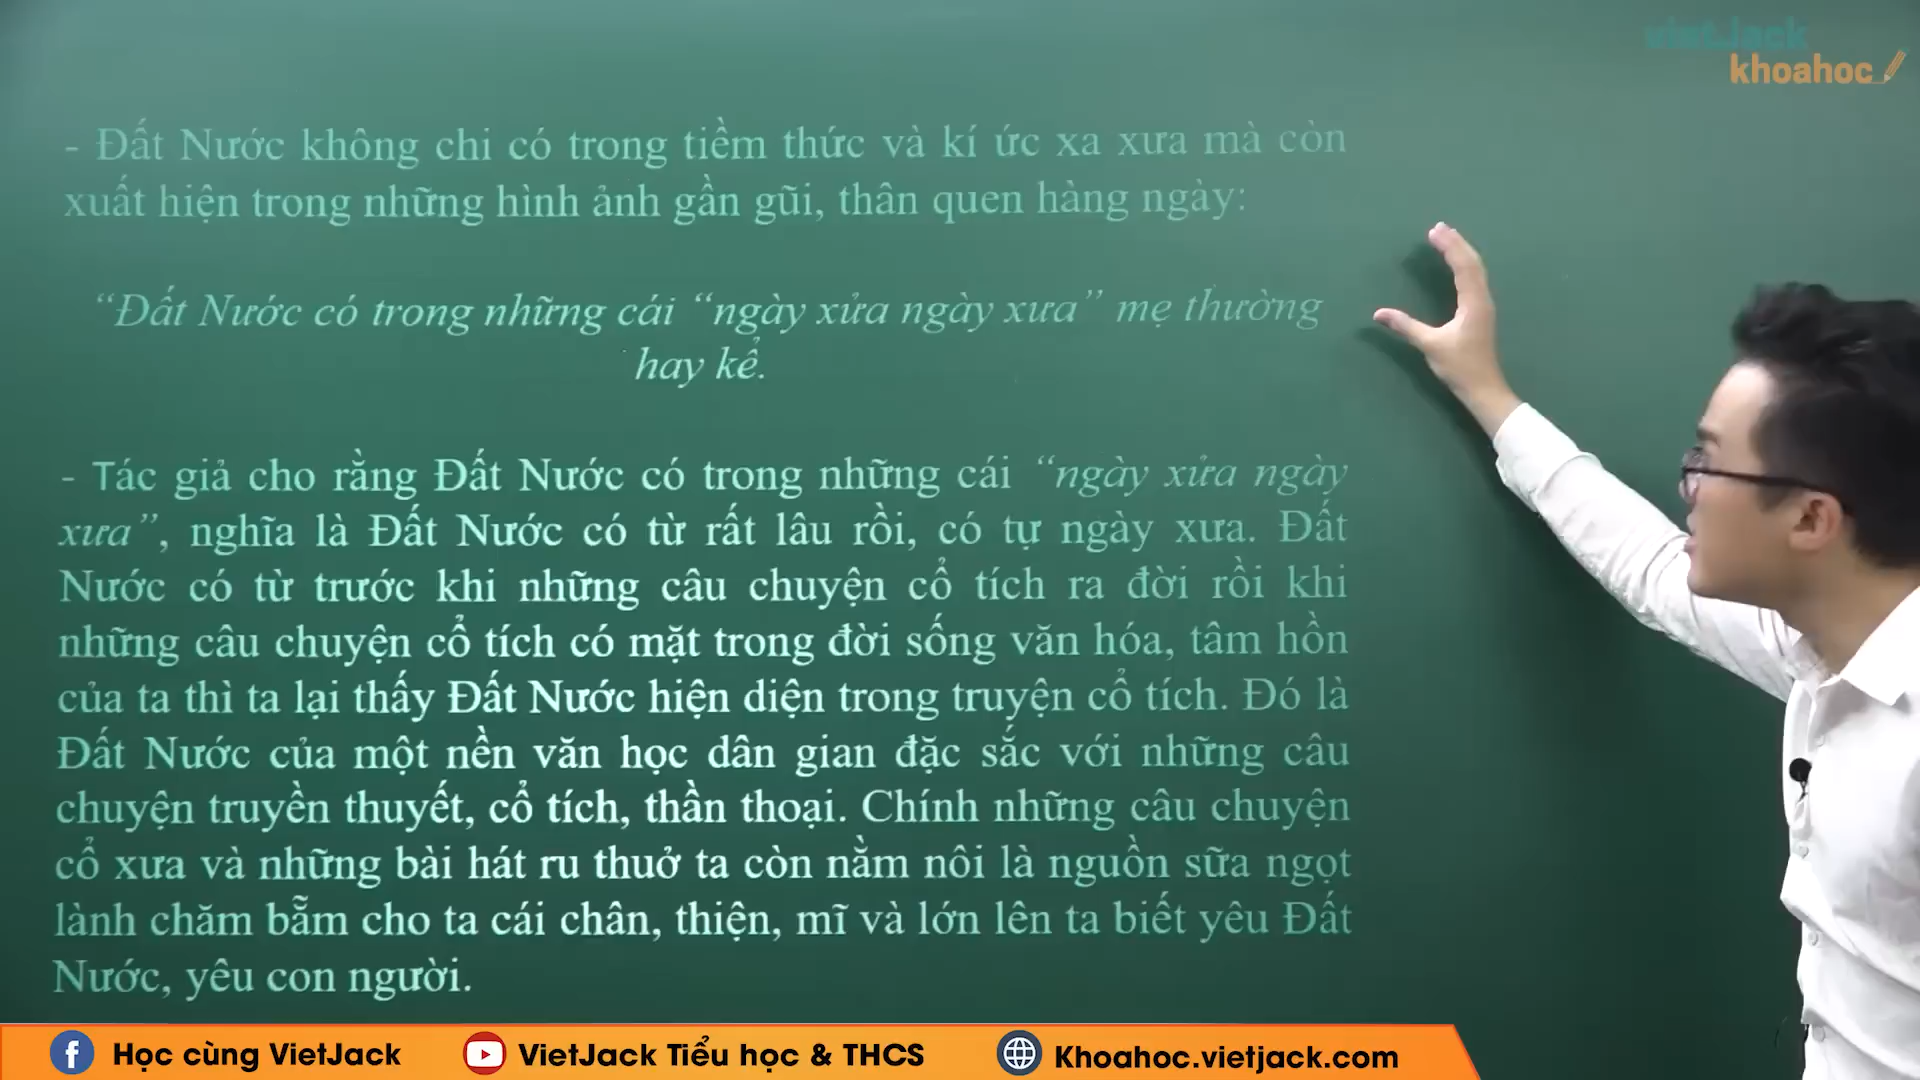 vietJack
khoahoc
- Đất Nước không chi có trong tiềm thức và kí ức xa xưa mà còn
xuất hiện trong những hình ảnh gần gũi, thân quen hàng ngày:
“Đất Nước có trong những cái “ngày xửa ngày xưa” mẹ thường
hay kể.
- Tác giả cho rằng Đất Nước có trong những cái “ngày xửa ngày
xưa”, nghĩa là Đất Nước có từ rất lâu rồi, có tự ngày xưa. Đất
Nước có từ trước khi những câu chuyện cổ tích ra đời rồi khi
những câu chuyện cổ tích có mặt trong đời sống văn hóa, tâm hồn
của ta thì ta lại thấy Đất Nước hiện diện trong truyện cổ tích. Đó là
Đất Nước của một nền văn học dân gian đặc sắc với những câu
chuyện truyền thuyết, cổ tích, thần thoại. Chính những câu chuyện
cổ xưa và những bài hát ru thuở ta còn nằm nôi là nguồn sữa ngọt
lành chăm bẵm cho ta cái chân, thiện, mĩ và lớn lên ta biết yêu Đất
Nước, yêu con người.
Học cùng VietJack
VietJack Tiểu học & THCS
Khoahoc.vietjack.com